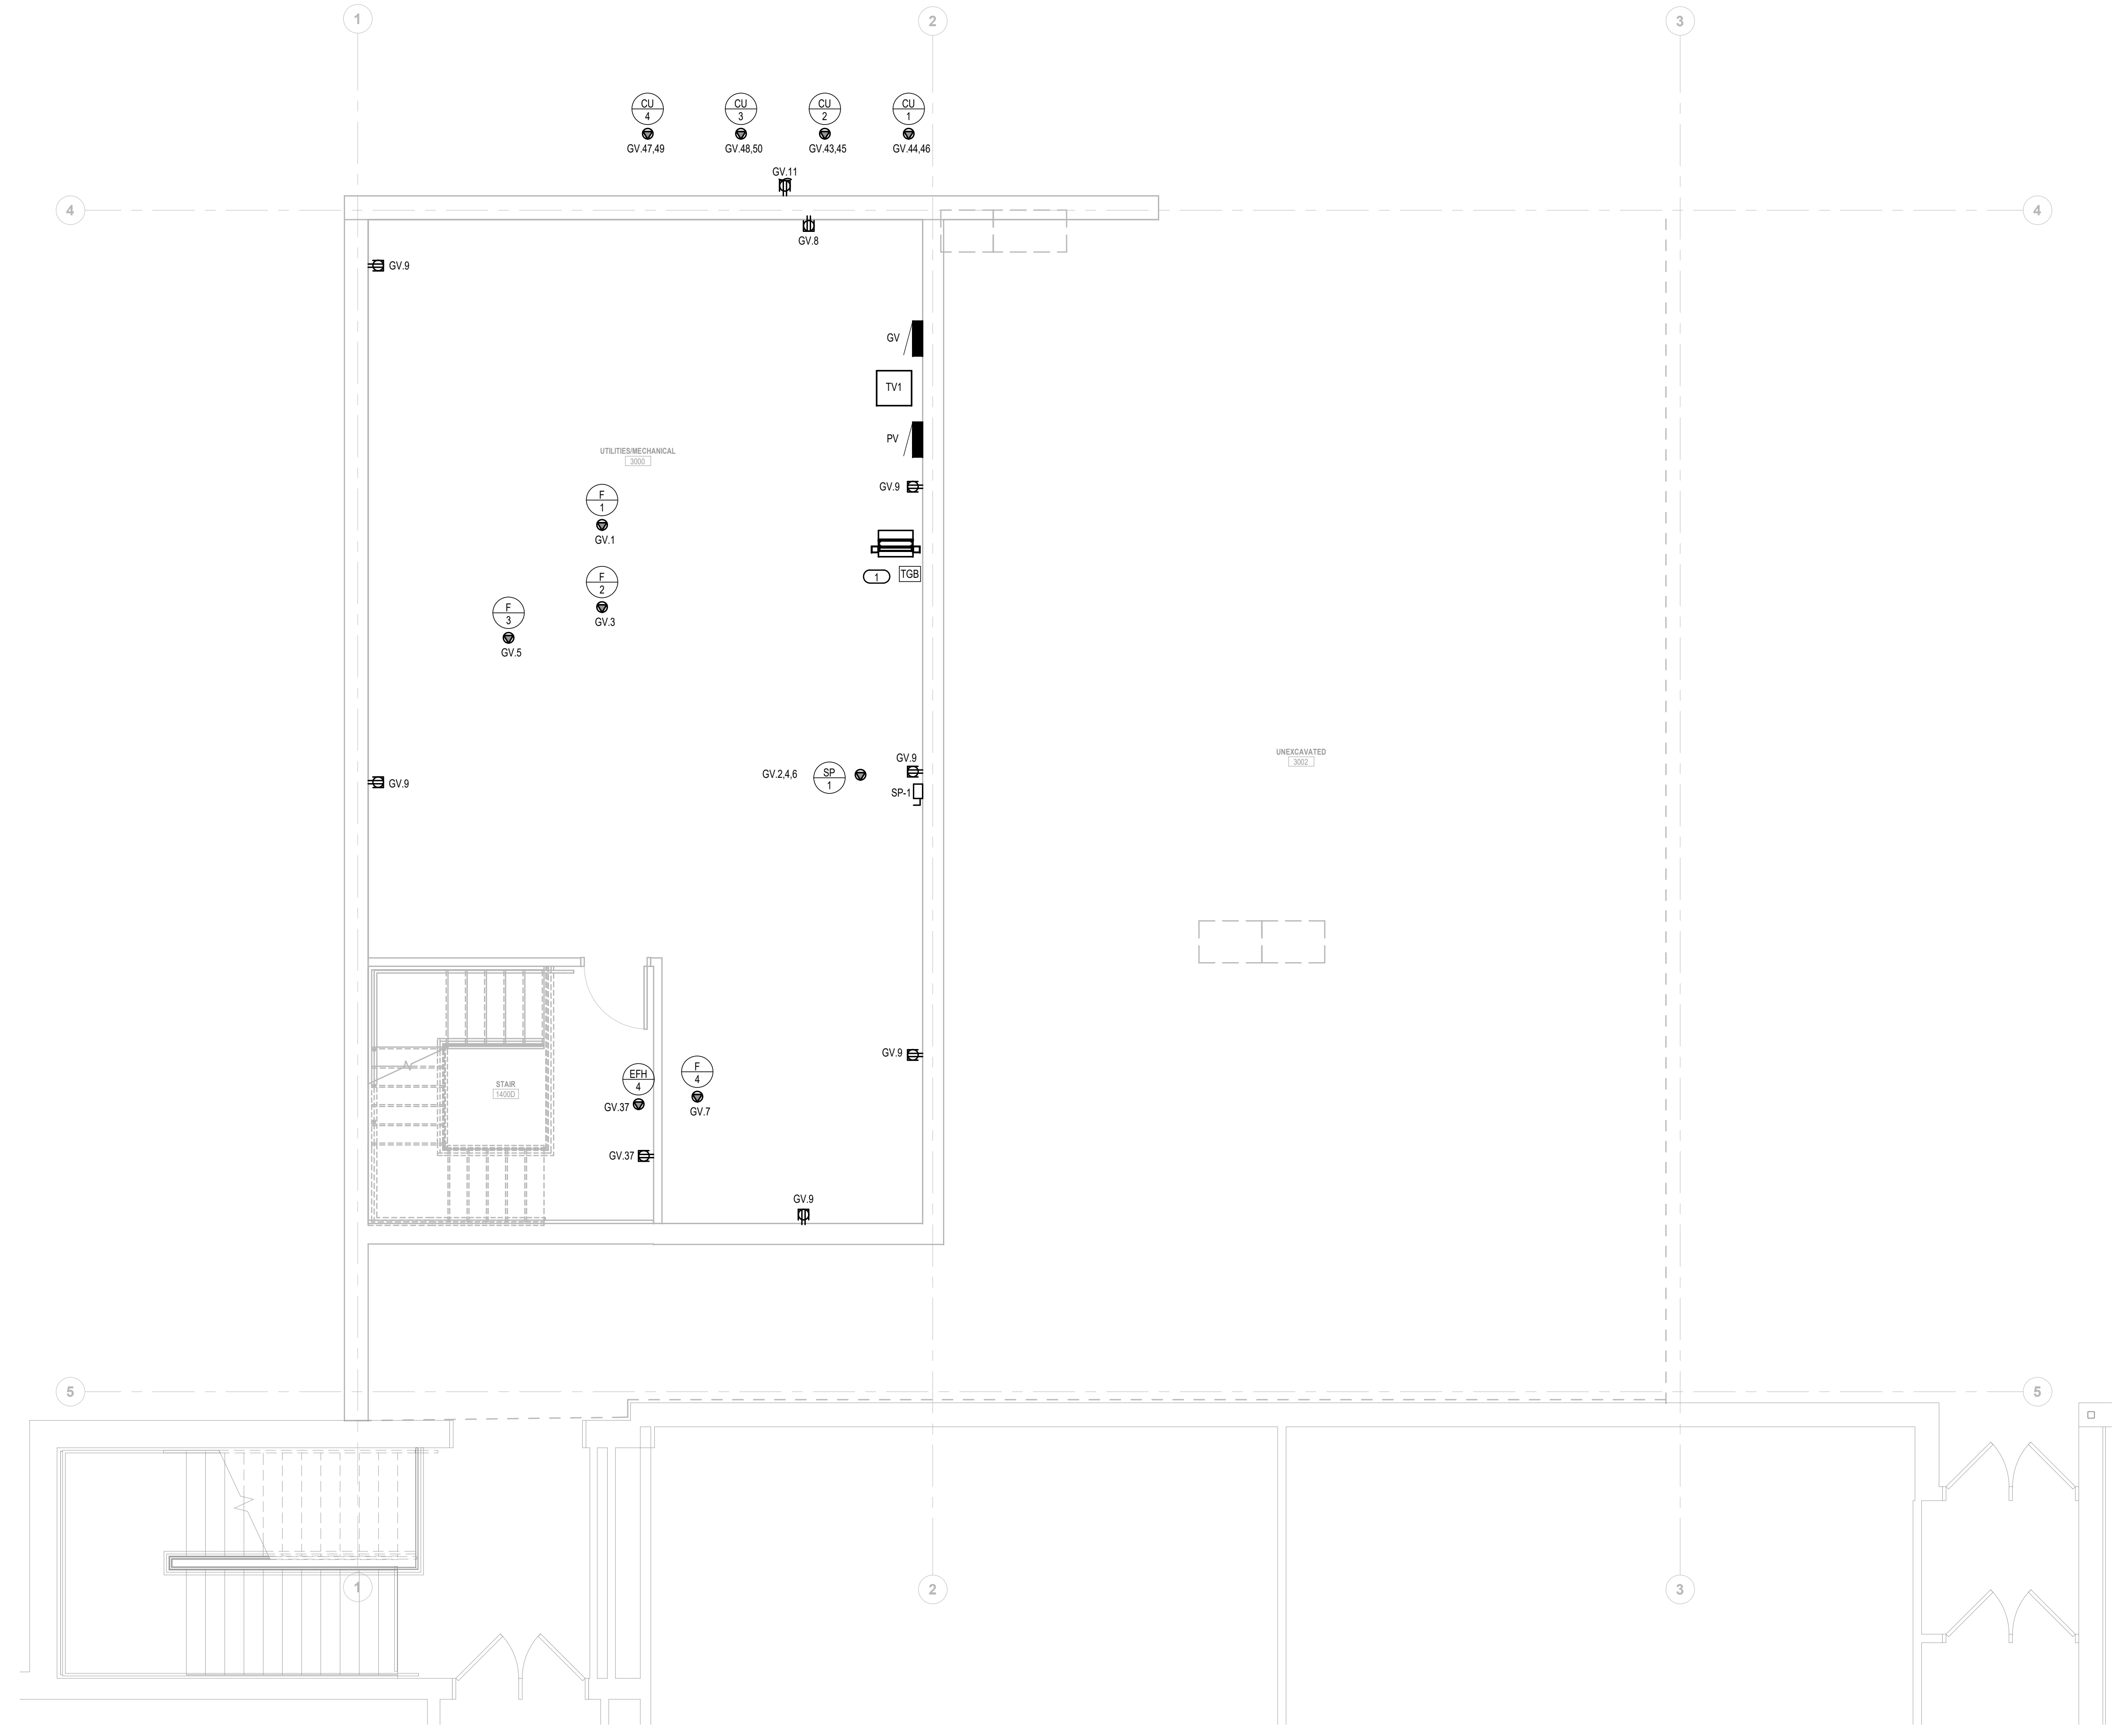 1
2
3
CU
4
CU
3
CU
2
CU
1
GV.47,49
GV.48,50
GV.43,45
GV.44,46
GV.11
4
4
GV.8
GV.9
GV
TV1
PV
UTILITIES/MECHANICAL
3000
GV.9
F
1
GV.1
1
TGB
F
2
GV.3
F
3
GV.5
UNEXCAVATED
3002
GV.9
GV.2,4,6
SP
1
GV.9
SP-1
GV.9
EFH
4
GV.37
F
4
GV.7
STAIR
1400D
GV.37
GV.9
5
5
1
2
3